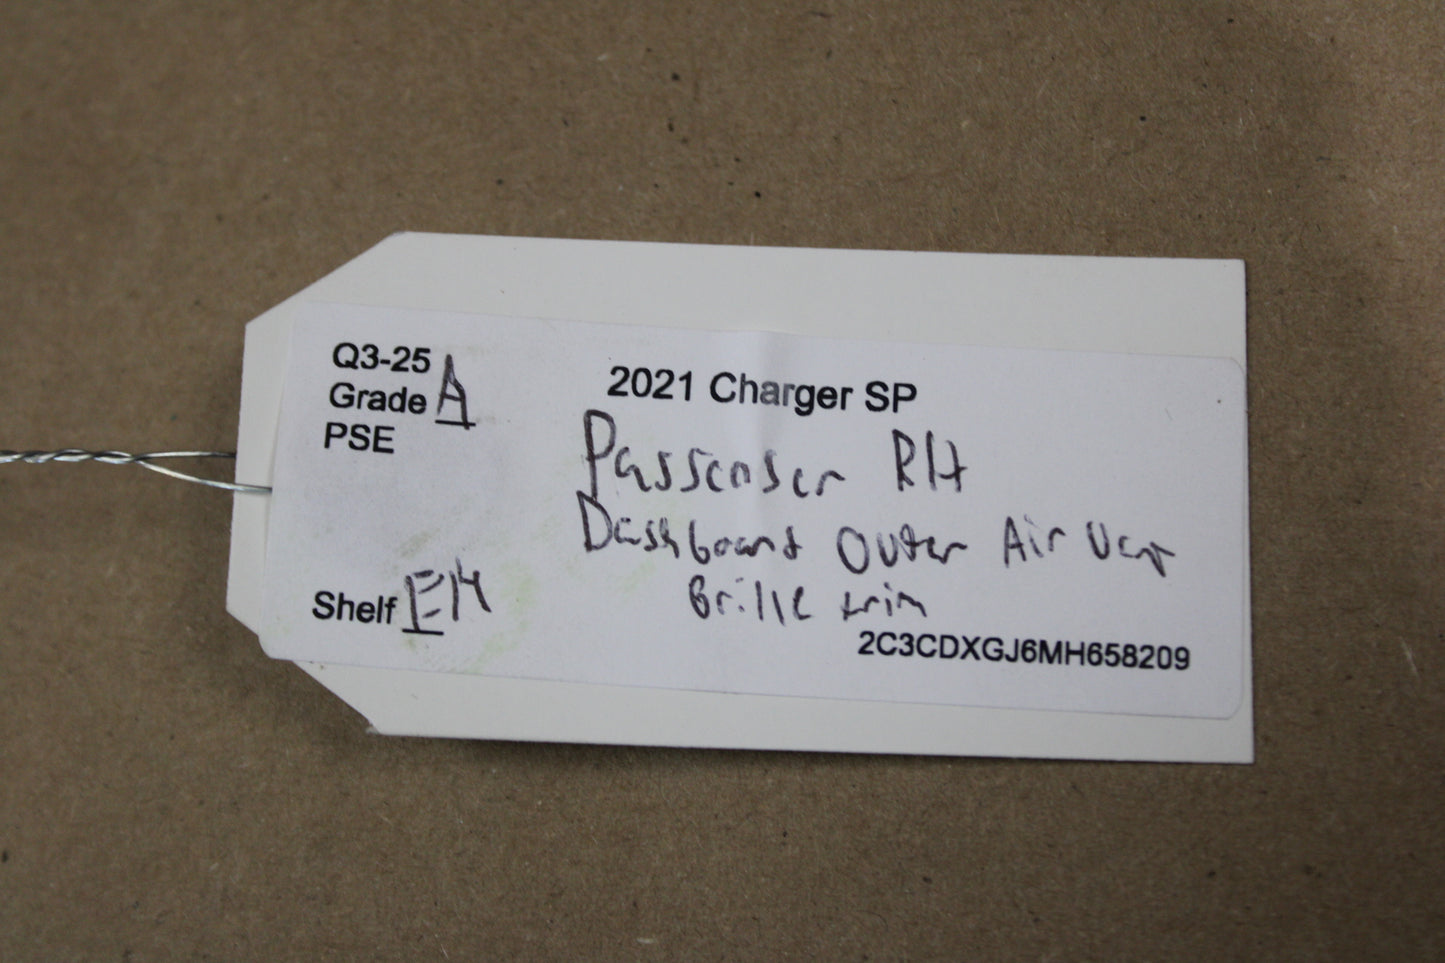 Q3-25
Grade A
PSE
2021 Charger SP
Passenger RH
Dashboard Outer Air Vent
Grille trim
Shelf E14
2C3CDXGJ6MH658209